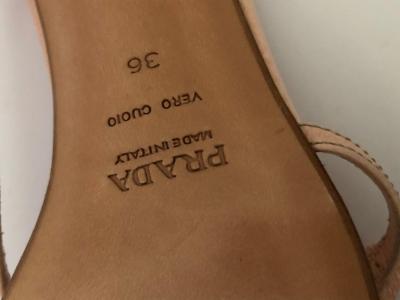 PRADA
MADE IN ITALY
VERO CUOIO
36